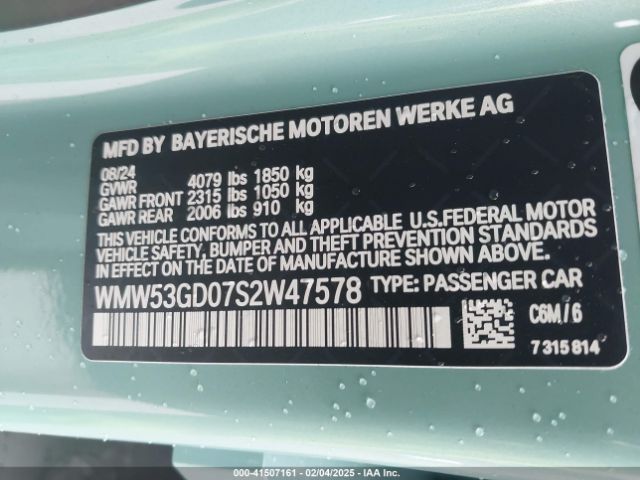 MFD BY BAYERISCHE MOTOREN WERKE AG
08/24
GVWR 4079 lbs 1850 kg
GAWR FRONT 2315 lbs 1050 kg
GAWR REAR 2006 lbs 910 kg
THIS VEHICLE CONFORMS TO ALL APPLICABLE U.S.FEDERAL MOTOR
VEHICLE SAFETY, BUMPER AND THEFT PREVENTION STANDARDS
IN EFFECT ON THE DATE OF MANUFACTURE SHOWN ABOVE.
WMW53GD07S2W47578 TYPE: PASSENGER CAR
C6M/6
7 315 814
000-41507161 - 02/04/2025 - IAA Inc.